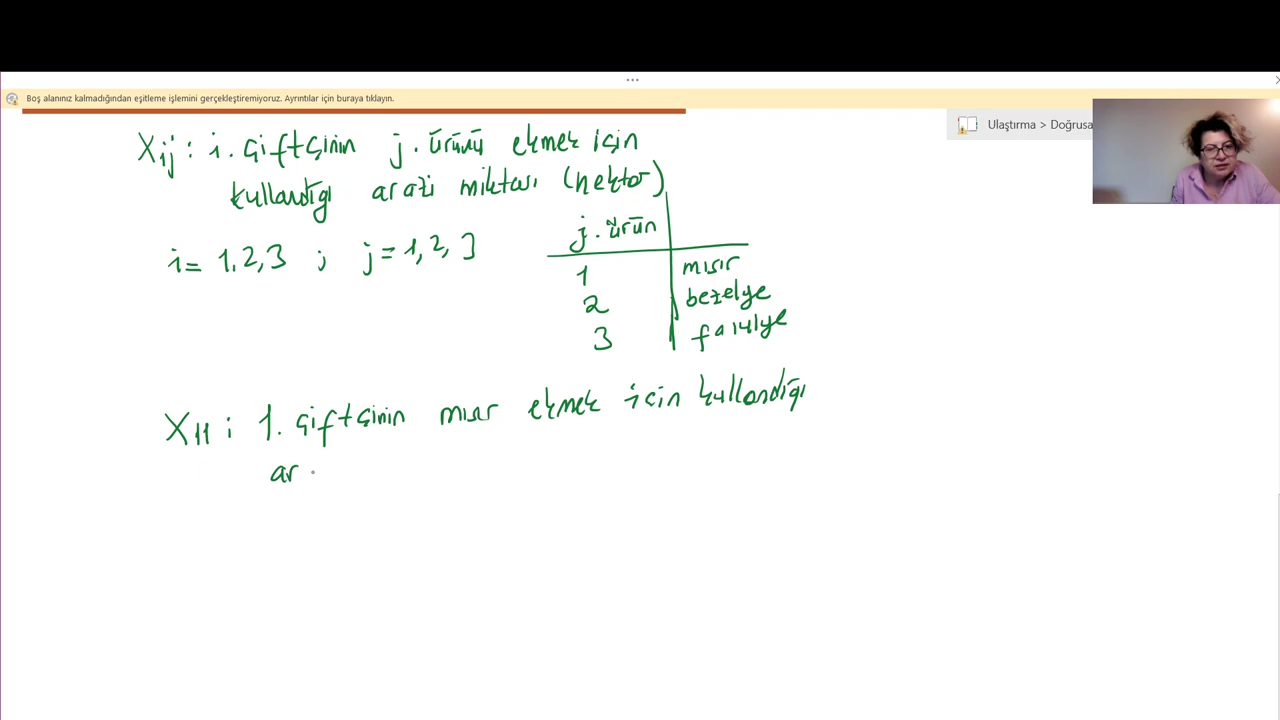 Boş alanınız kalmadığından eşitleme işlemini gerçekleştiremiyoruz. Ayrıntılar için buraya tıklayın.
Ulaştırma > Doğrusa
Xij : i. çiftçinin j. ürünü ekmek için
kullandığı arazi miktarı (hektar)
i= 1,2,3 ; j= 1, 2, 3
j. ürün
1 mısır
2 bezelye
3 fasulye
X11 : 1. çiftçinin mısır ekmek için kullandığı
ar